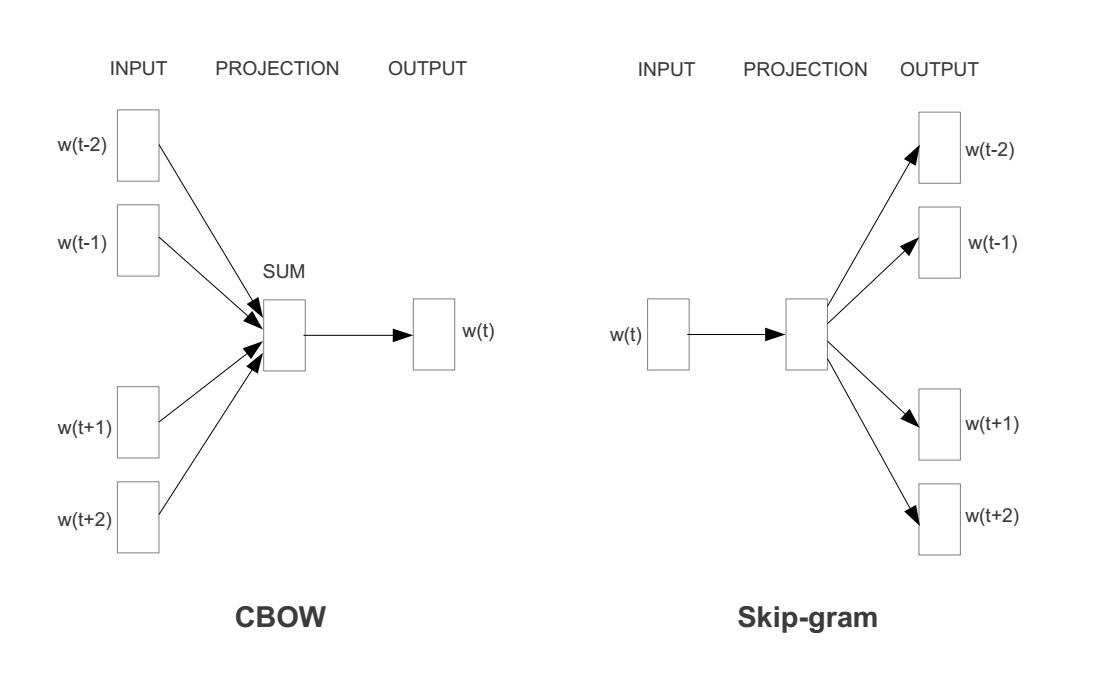 INPUT PROJECTION OUTPUT
w(t-2)
w(t-1)
SUM
w(t)
w(t+1)
w(t+2)
CBOW
INPUT PROJECTION OUTPUT
w(t-2)
w(t-1)
w(t)
w(t+1)
w(t+2)
Skip-gram